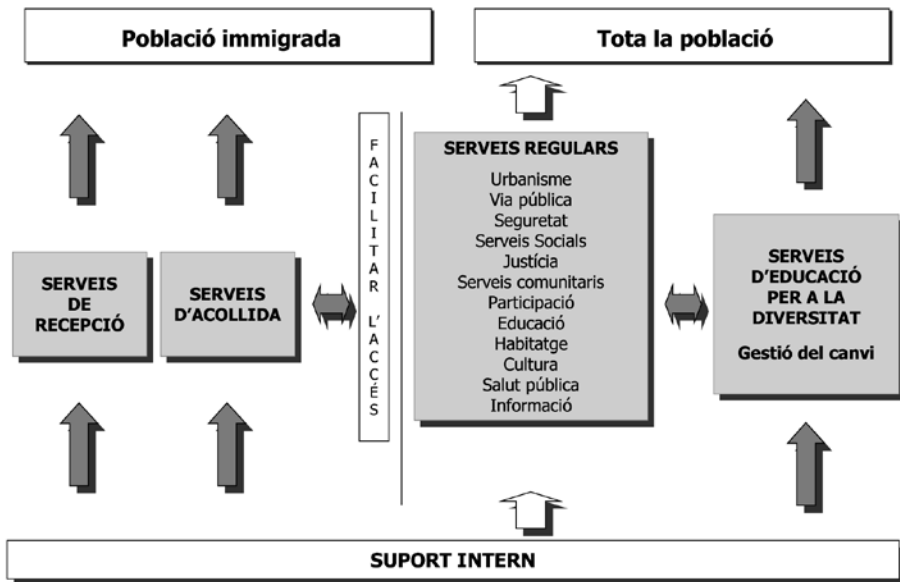 Població immigrada
Tota la població
SERVEIS
DE
RECEPCIÓ
SERVEIS
D'ACOLLIDA
FACILITAR L'ACCÉS
SERVEIS REGULARS
Urbanisme
Via pública
Seguretat
Serveis Socials
Justícia
Serveis comunitaris
Participació
Educació
Habitatge
Cultura
Salut pública
Informació
SERVEIS
D'EDUCACIÓ
PER A LA
DIVERSITAT
Gestió del canvi
SUPORT INTERN